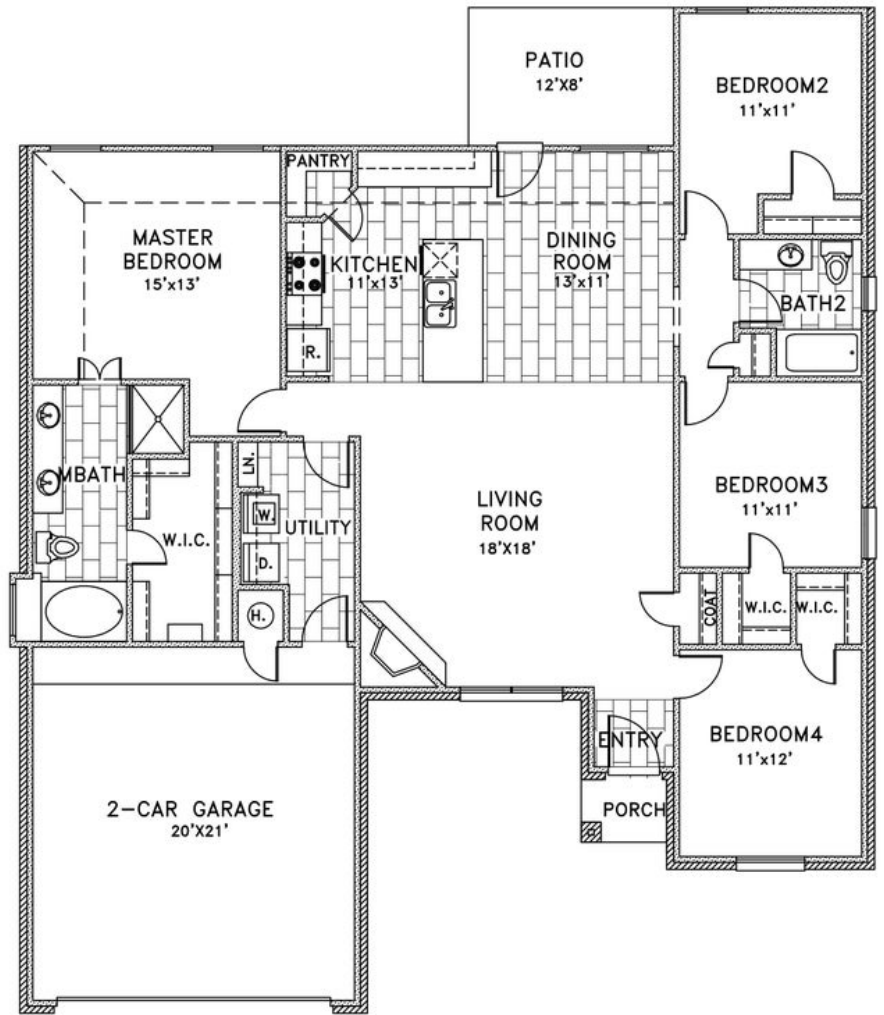 PATIO
12'X8'
BEDROOM2
11'x11'
PANTRY
MASTER
BEDROOM
15'x13'
KITCHEN
11'x13'
DINING
ROOM
13'x11'
BATH2
R.
MBATH
W.I.C.
LN.
W.
D.
UTILITY
H.
LIVING
ROOM
18'X18'
BEDROOM3
11'x11'
COAT
W.I.C.
W.I.C.
ENTRY
PORCH
BEDROOM4
11'x12'
2-CAR GARAGE
20'X21'